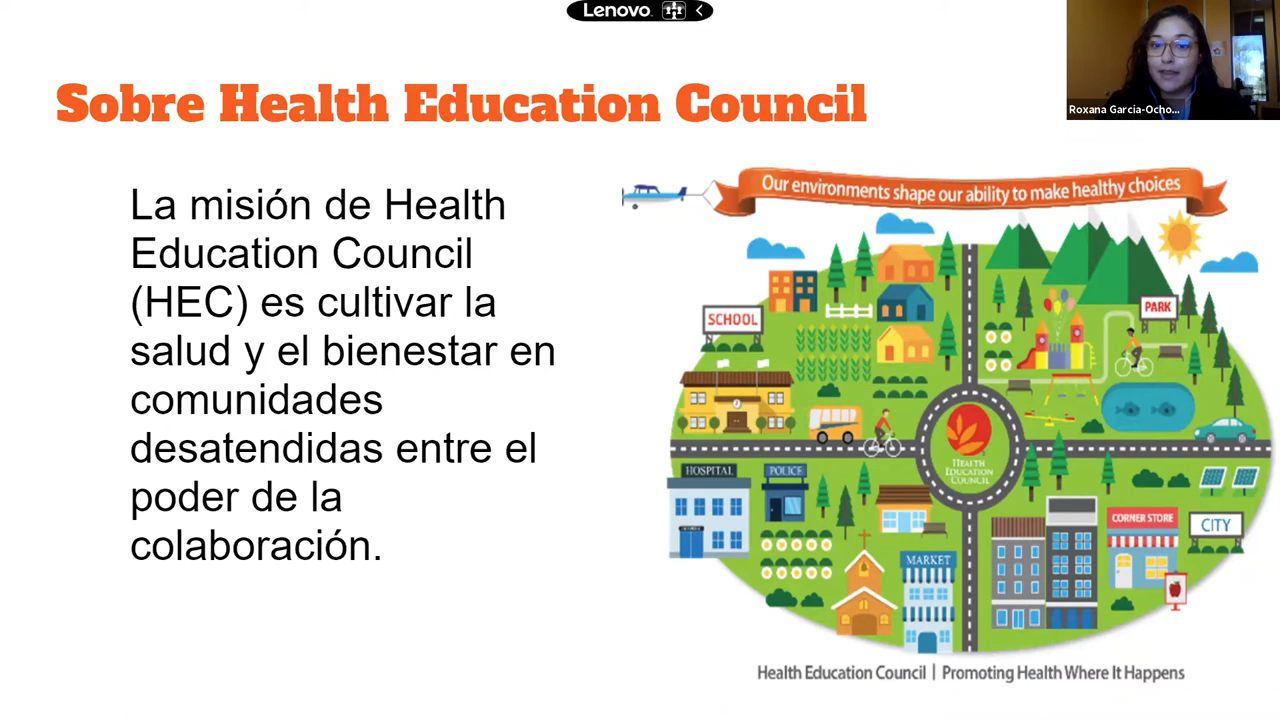 Lenovo
Roxana Garcia-Ocho...
Sobre Health Education Council
La misión de Health
Education Council
(HEC) es cultivar la
salud y el bienestar en
comunidades
desatendidas entre el
poder de la
colaboración.
Our environments shape our ability to make healthy choices
SCHOOL
PARK
HEALTH
EDUCATION
COUNCIL
HOSPITAL
POLICE
CORNER STORE
CITY
MARKET
Health Education Council | Promoting Health Where It Happens